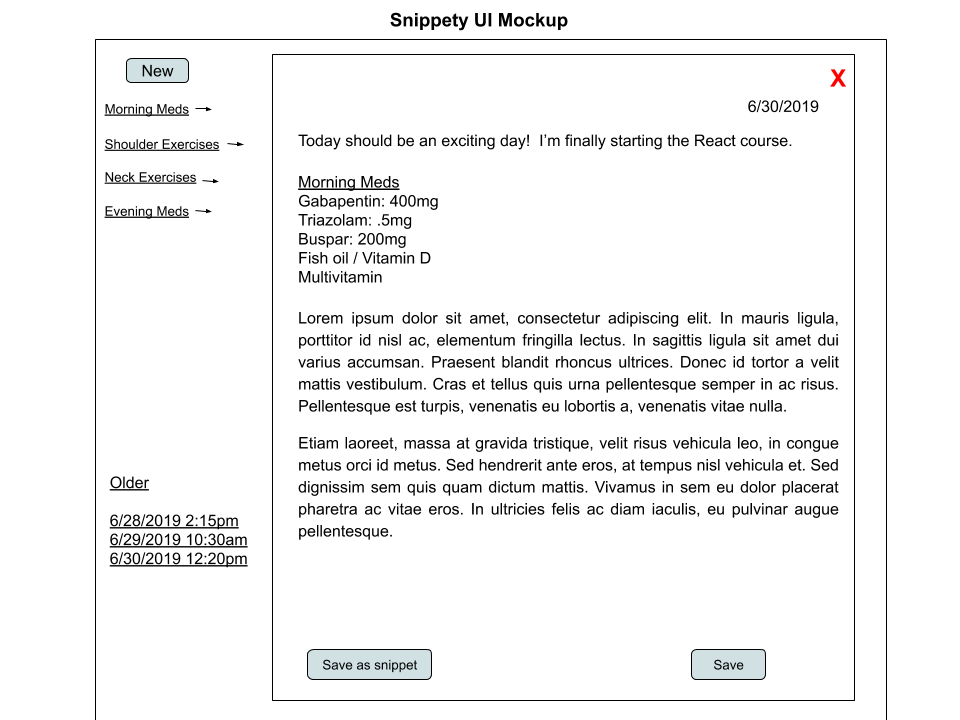 Snippety UI Mockup
New
Morning Meds
Shoulder Exercises
Neck Exercises
Evening Meds
Older
6/28/2019 2:15pm
6/29/2019 10:30am
6/30/2019 12:20pm
X
6/30/2019
Today should be an exciting day!  I’m finally starting the React course.
Morning Meds
Gabapentin: 400mg
Triazolam: .5mg
Buspar: 200mg
Fish oil / Vitamin D
Multivitamin
Lorem ipsum dolor sit amet, consectetur adipiscing elit. In mauris ligula,
porttitor id nisl ac, elementum fringilla lectus. In sagittis ligula sit amet dui
varius accumsan. Praesent blandit rhoncus ultrices. Donec id tortor a velit
mattis vestibulum. Cras et tellus quis urna pellentesque semper in ac risus.
Pellentesque est turpis, venenatis eu lobortis a, venenatis vitae nulla.
Etiam laoreet, massa at gravida tristique, velit risus vehicula leo, in congue
metus orci id metus. Sed hendrerit ante eros, at tempus nisl vehicula et. Sed
dignissim sem quis quam dictum mattis. Vivamus in sem eu dolor placerat
pharetra ac vitae eros. In ultricies felis ac diam iaculis, eu pulvinar augue
pellentesque.
Save as snippet
Save